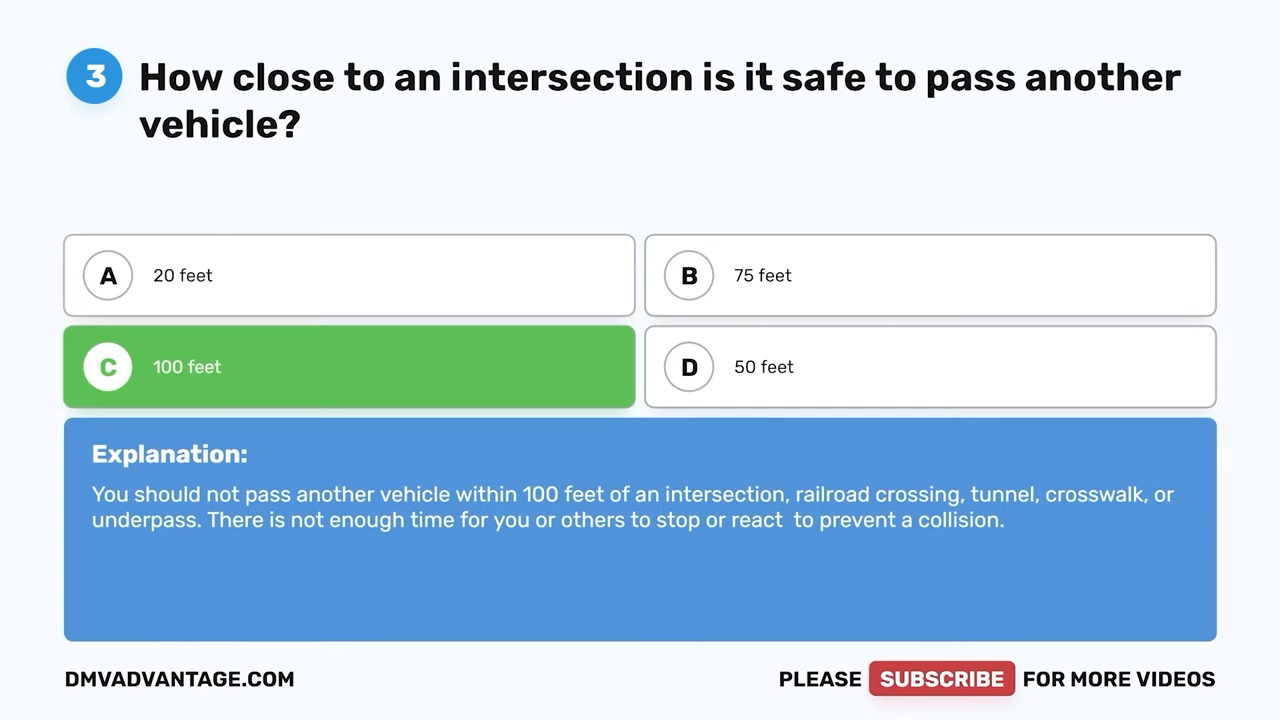 3 How close to an intersection is it safe to pass another
vehicle?
A 20 feet
B 75 feet
C 100 feet
D 50 feet
Explanation:
You should not pass another vehicle within 100 feet of an intersection, railroad crossing, tunnel, crosswalk, or
underpass. There is not enough time for you or others to stop or react  to prevent a collision.
DMVADVANTAGE.COM
PLEASE SUBSCRIBE FOR MORE VIDEOS